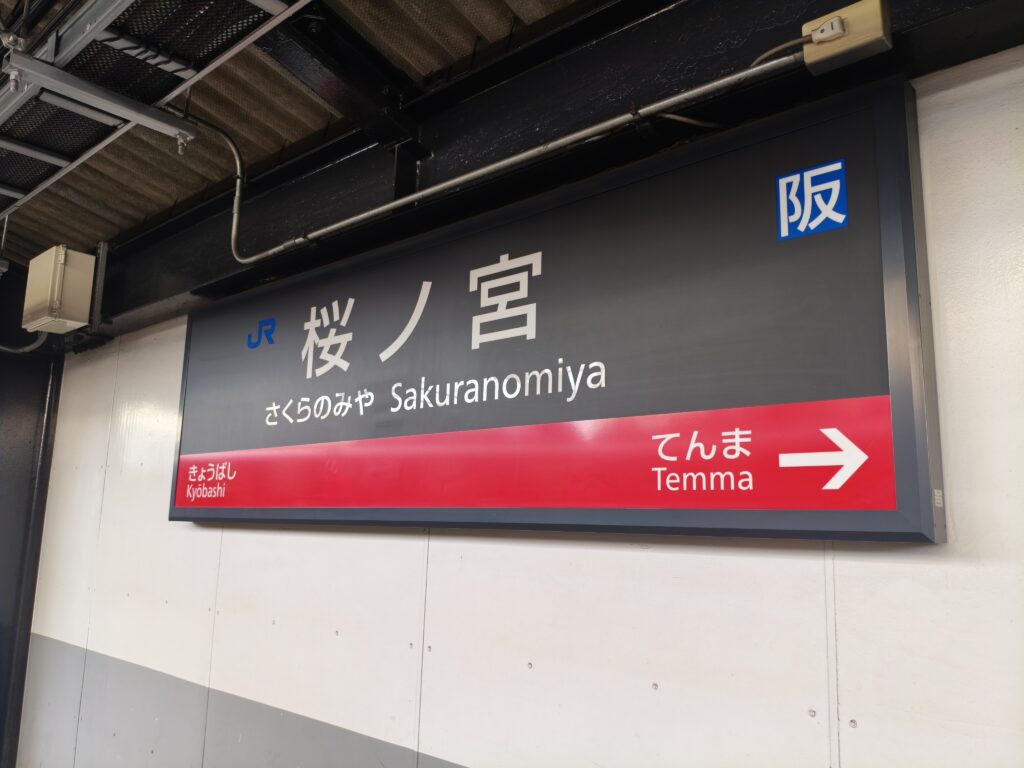 阪
JR
桜ノ宮
さくらのみや Sakuranomiya
きょうばし
Kyōbashi
てんま
Temma